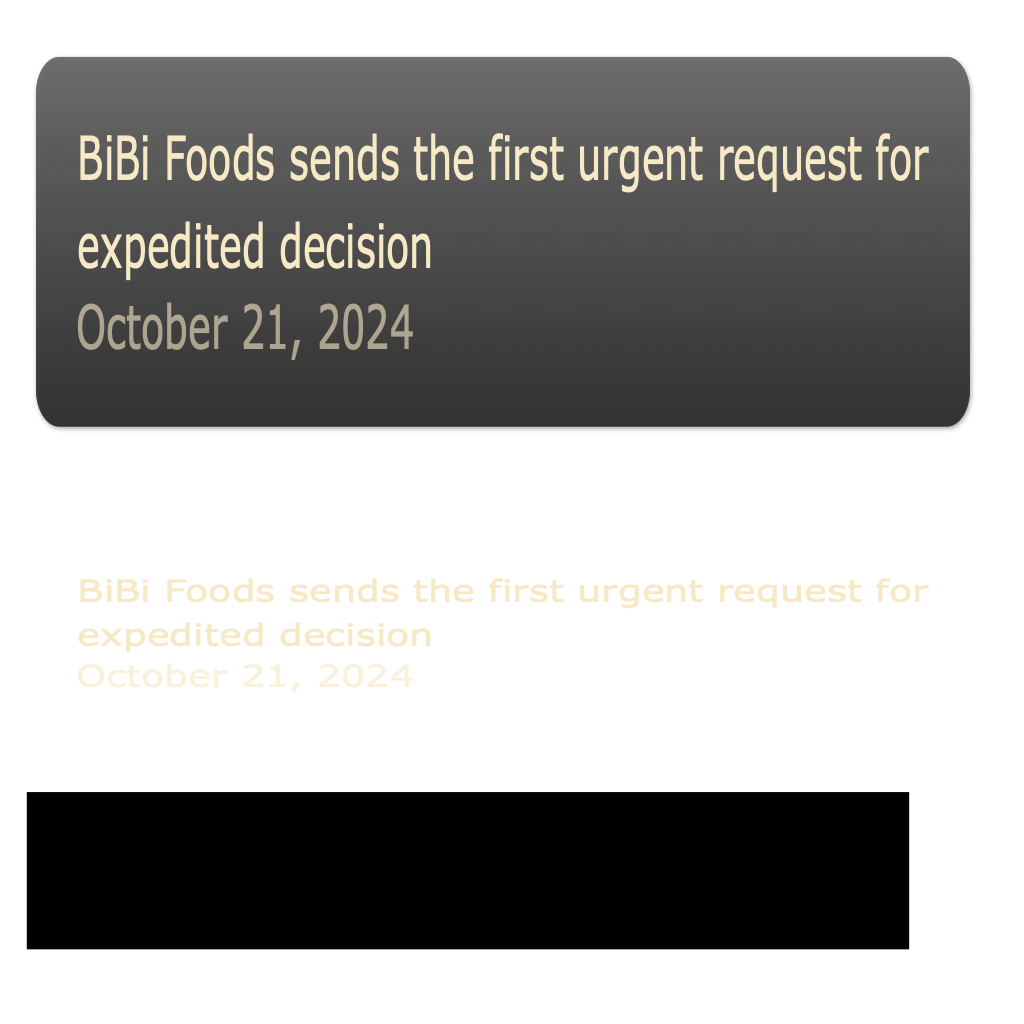 BiBi Foods sends the first urgent request for
expedited decision
October 21, 2024
BiBi Foods sends the first urgent request for
expedited decision
October 21, 2024